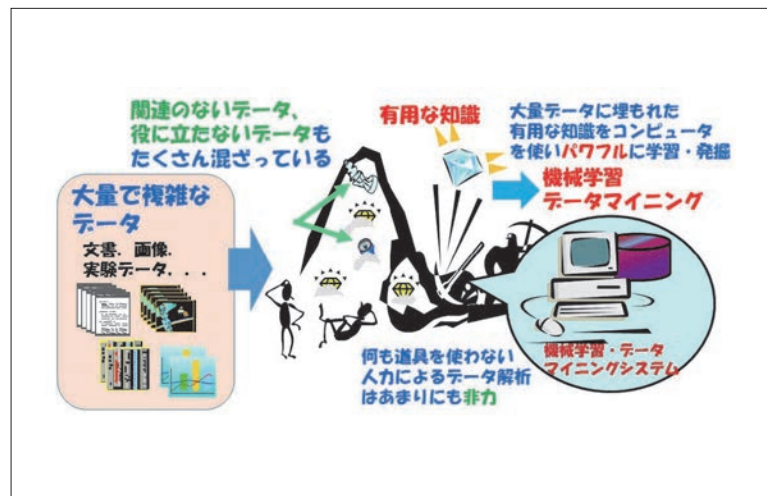 関連のないデータ、
役に立たないデータも
たくさん混ざっている
有用な知識
大量データに埋もれた
有用な知識をコンピュータ
を使いパワフルに学習・発掘
機械学習
データマイニング
大量で複雑な
データ
文書、画像、
実験データ、．．．
何も道具を使わない
人力によるデータ解析
はあまりにも非力
機械学習・データ
マイニングシステム